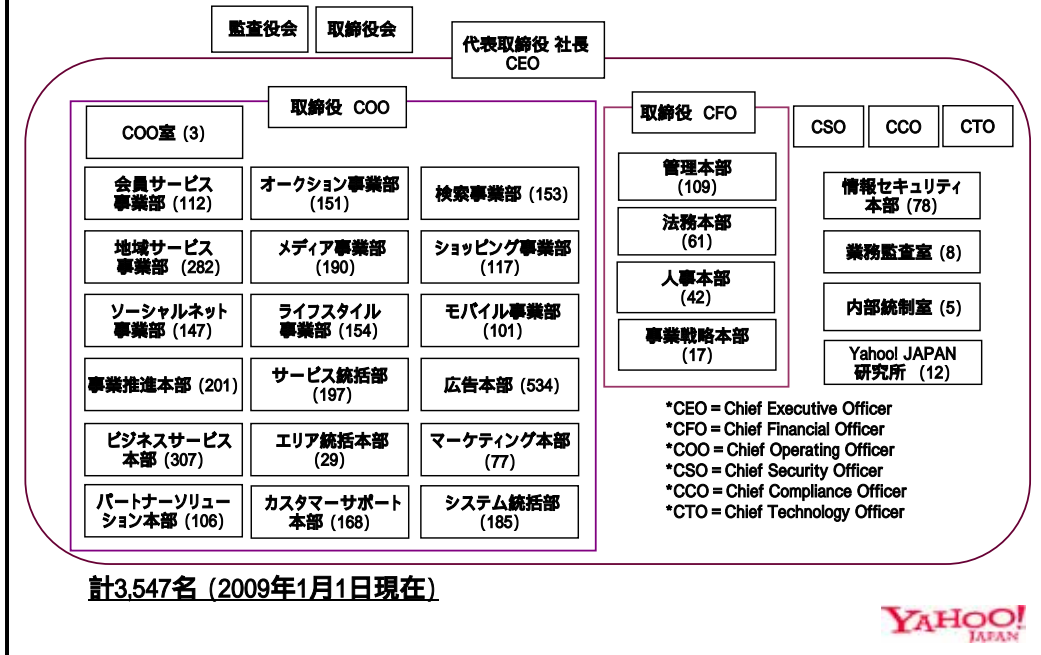 監査役会
取締役会
代表取締役 社長
CEO
取締役 COO
COO室 (3)
会員サービス
事業部 (112)
オークション事業部
(151)
検索事業部 (153)
地域サービス
事業部 (282)
メディア事業部
(190)
ショッピング事業部
(117)
ソーシャルネット
事業部 (147)
ライフスタイル
事業部 (154)
モバイル事業部
(101)
事業推進本部 (201)
サービス統括部
(197)
広告本部 (534)
ビジネスサービス
本部 (307)
エリア統括本部
(29)
マーケティング本部
(77)
パートナーソリュー
ション本部 (106)
カスタマーサポート
本部 (168)
システム統括部
(185)
取締役 CFO
管理本部
(109)
法務本部
(61)
人事本部
(42)
事業戦略本部
(17)
CSO
CCO
CTO
情報セキュリティ
本部 (78)
業務監査室 (8)
内部統制室 (5)
Yahoo! JAPAN
研究所 (12)
*CEO = Chief Executive Officer
*CFO = Chief Financial Officer
*COO = Chief Operating Officer
*CSO = Chief Security Officer
*CCO = Chief Compliance Officer
*CTO = Chief Technology Officer
計3,547名 (2009年1月1日現在)
YAHOO!
JAPAN